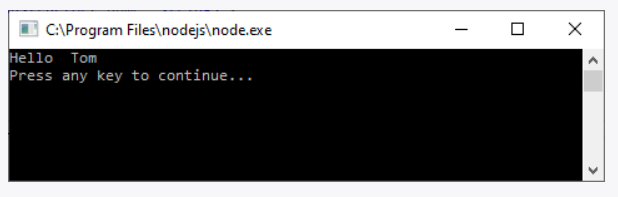 C:\Program Files\nodejs\node.exe
Hello  Tom
Press any key to continue...